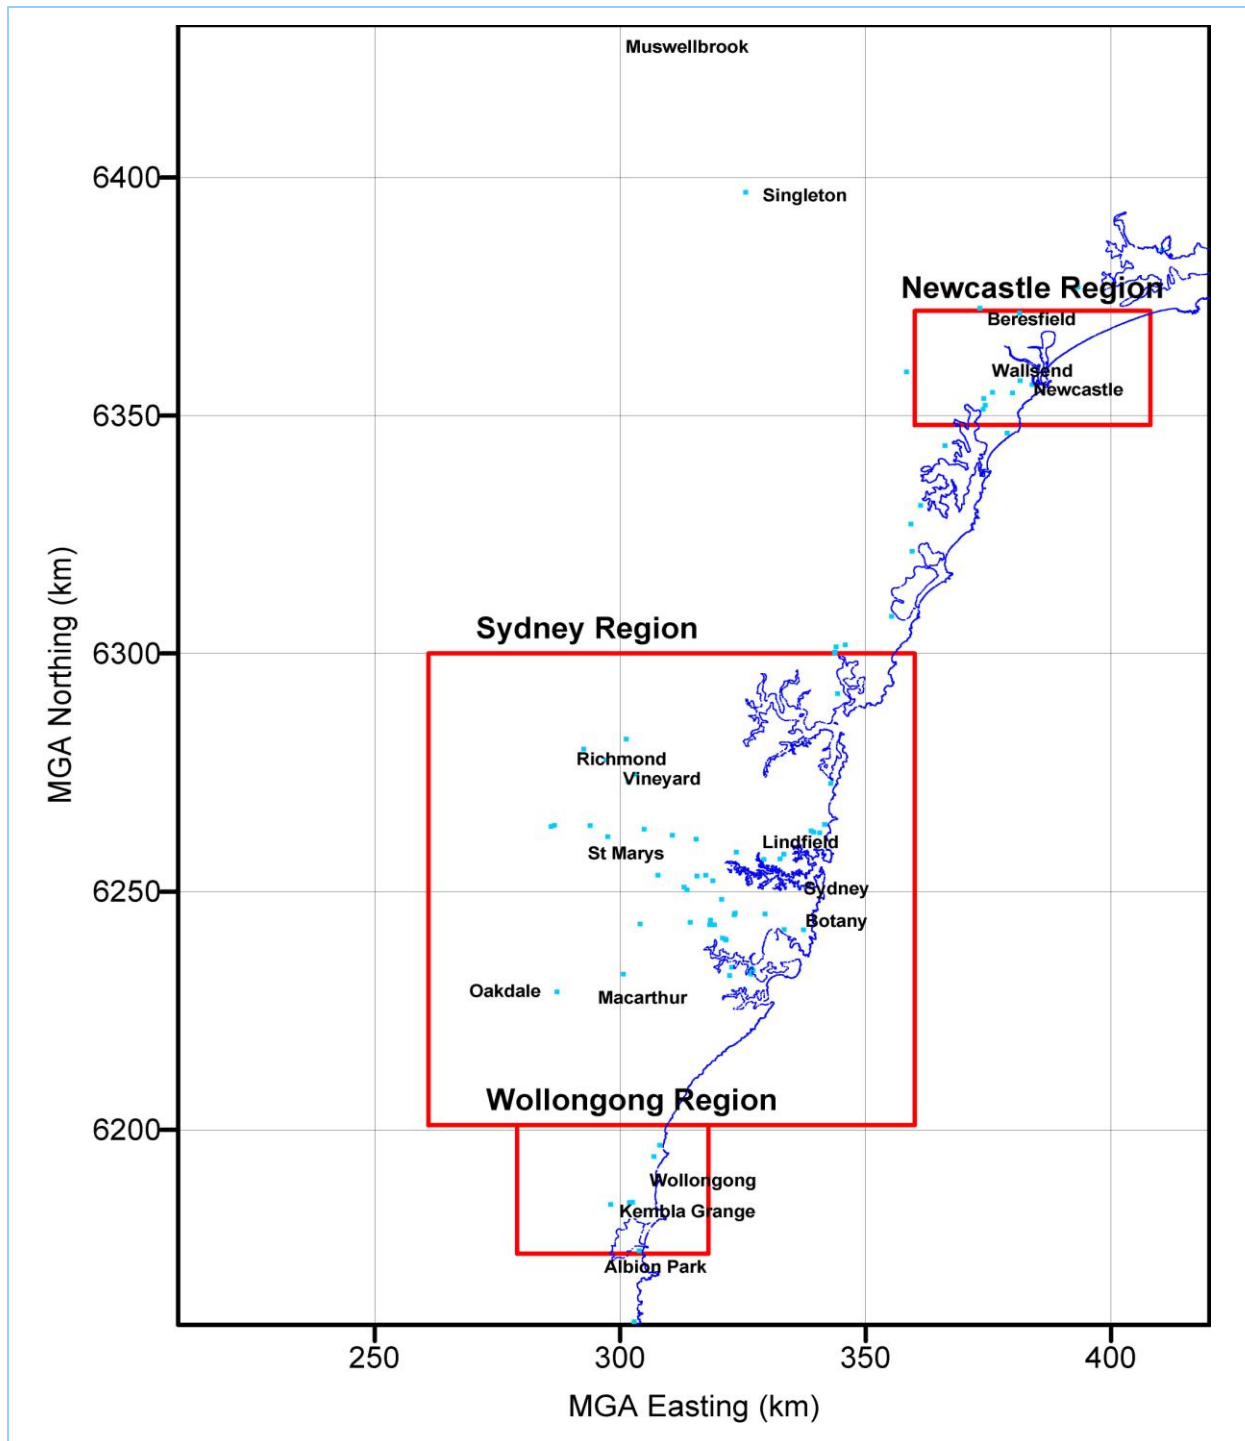 Muswellbrook
6400
Singleton
Newcastle Region
Beresfield
Wallsend
Newcastle
6350
Sydney Region
6300
MGA Northing (km)
Richmond
Vineyard
Lindfield
St Marys
6250
Sydney
Botany
Oakdale
Macarthur
Wollongong Region
6200
Wollongong
Kembla Grange
Albion Park
250
300
350
400
MGA Easting (km)